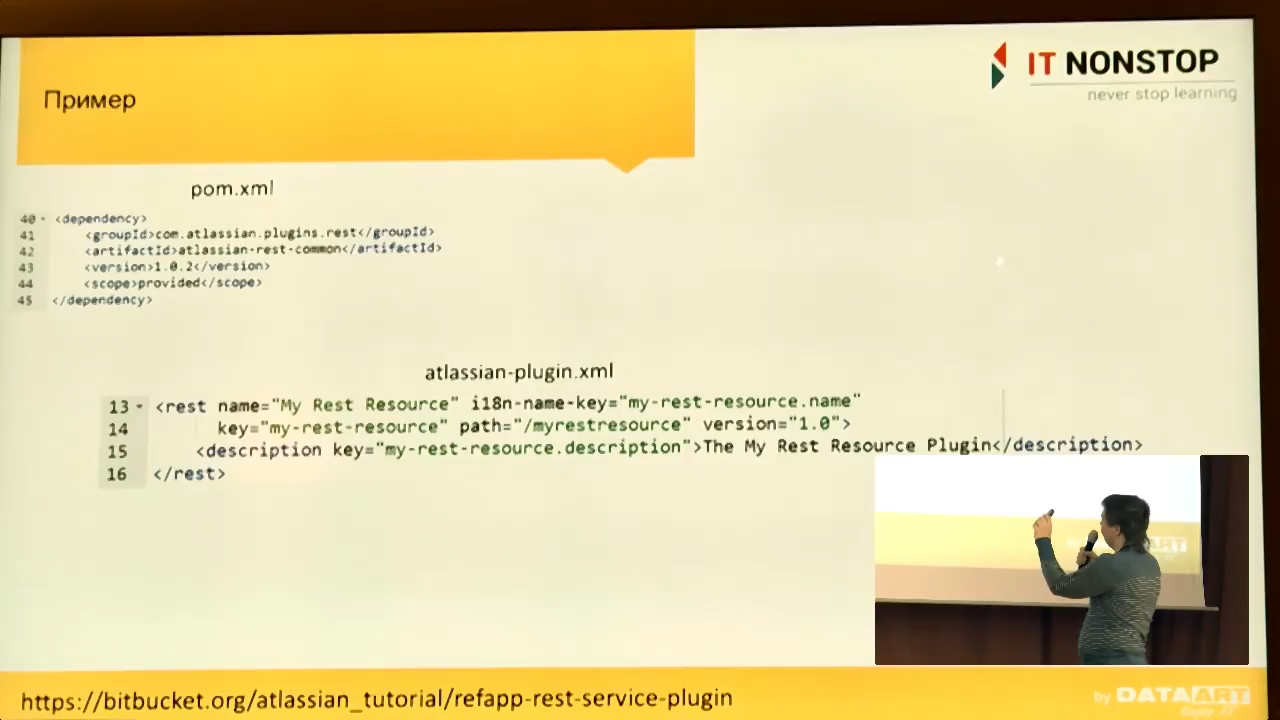 Пример
IT NONSTOP
never stop learning
pom.xml
40 <dependency>
41 <groupId>com.atlassian.plugins.rest</groupId>
42 <artifactId>atlassian-rest-common</artifactId>
43 <version>1.0.2</version>
44 <scope>provided</scope>
45 </dependency>
atlassian-plugin.xml
13 <rest name="My Rest Resource" i18n-name-key="my-rest-resource.name"
14 key="my-rest-resource" path="/myrestresource" version="1.0">
15 <description key="my-rest-resource.description">The My Rest Resource Plugin</description>
16 </rest>
https://bitbucket.org/atlassian_tutorial/refapp-rest-service-plugin
by DATAART